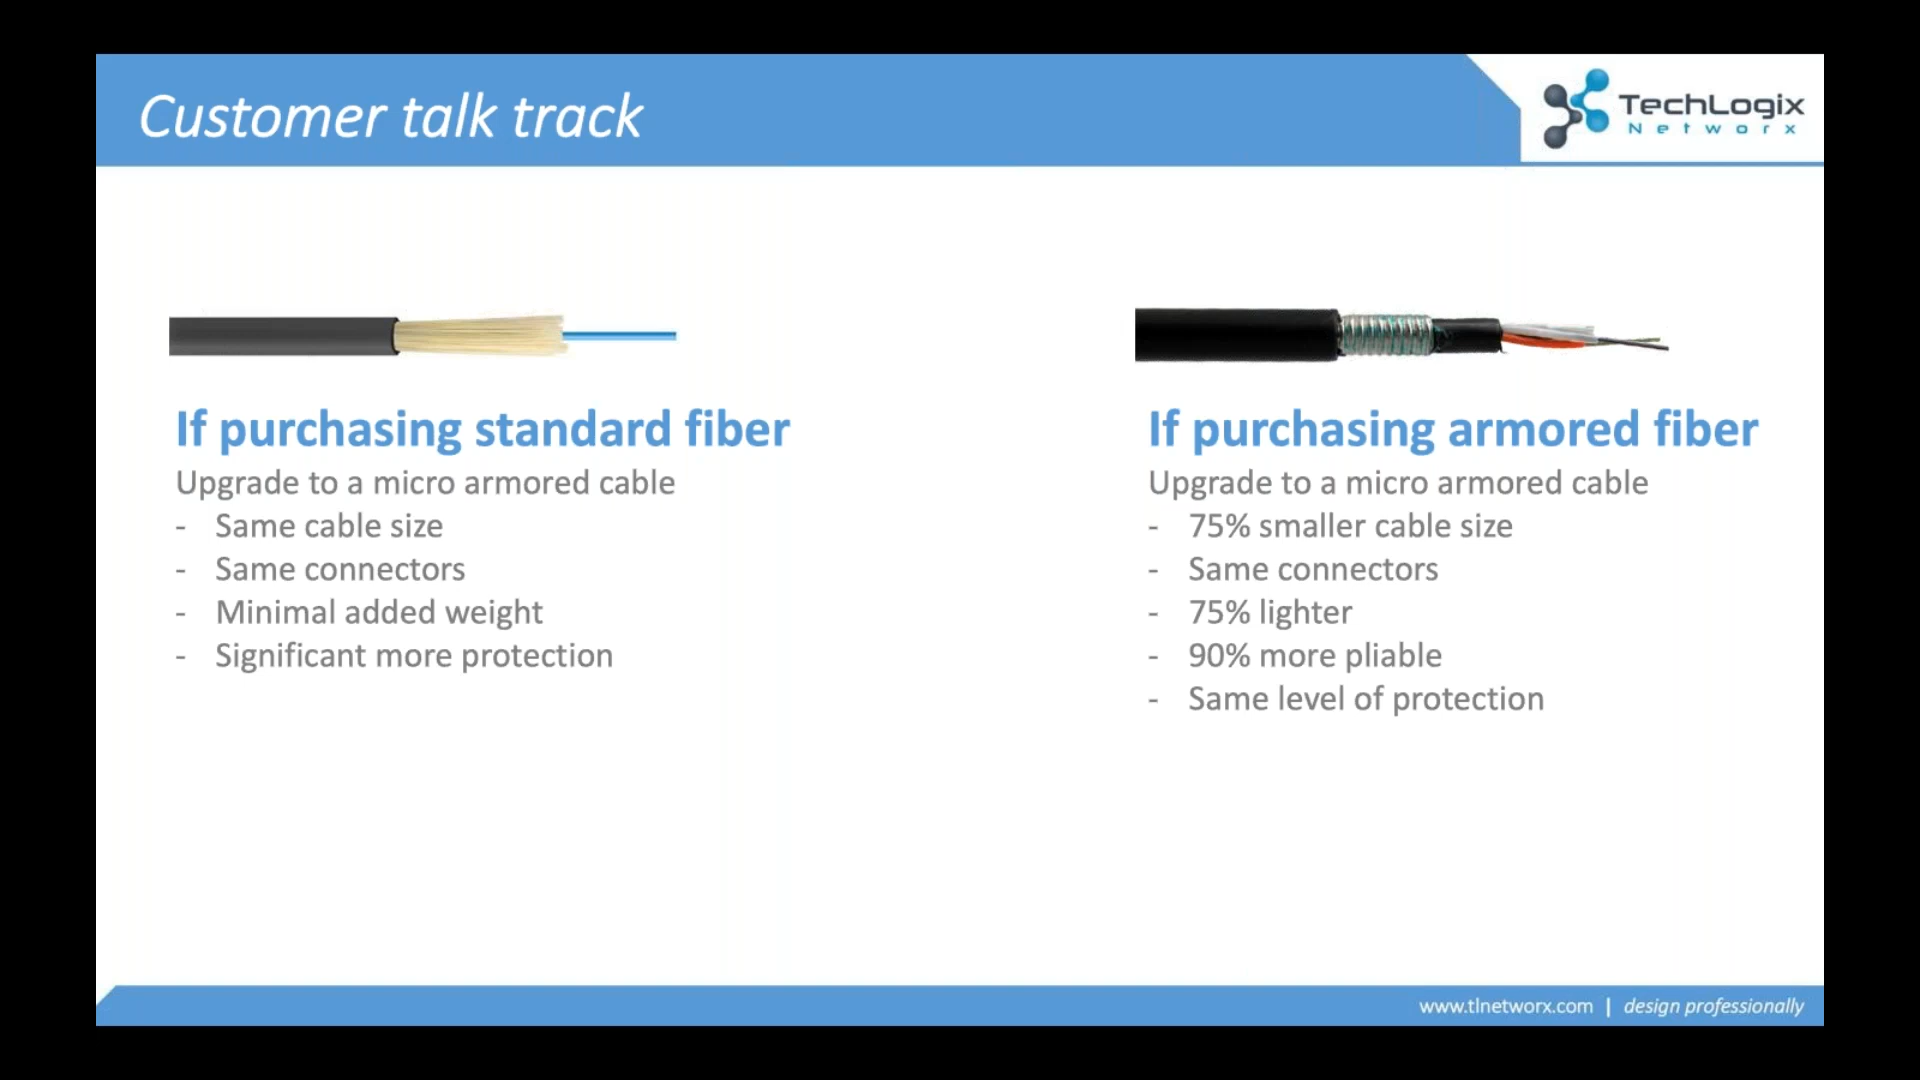 Customer talk track
TechLogix
Networx
If purchasing standard fiber
Upgrade to a micro armored cable
- Same cable size
- Same connectors
- Minimal added weight
- Significant more protection
If purchasing armored fiber
Upgrade to a micro armored cable
- 75% smaller cable size
- Same connectors
- 75% lighter
- 90% more pliable
- Same level of protection
www.tlnetworx.com | design professionally